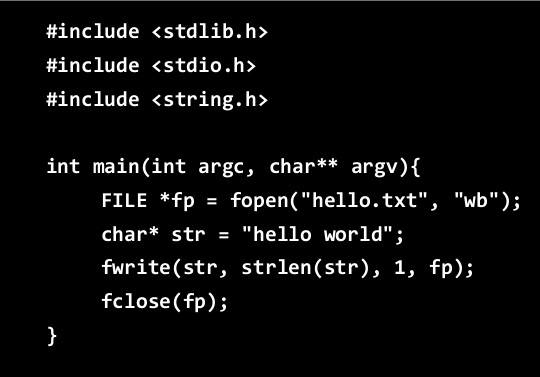 #include <stdlib.h>
#include <stdio.h>
#include <string.h>
int main(int argc, char** argv){
FILE *fp = fopen("hello.txt", "wb");
char* str = "hello world";
fwrite(str, strlen(str), 1, fp);
fclose(fp);
}